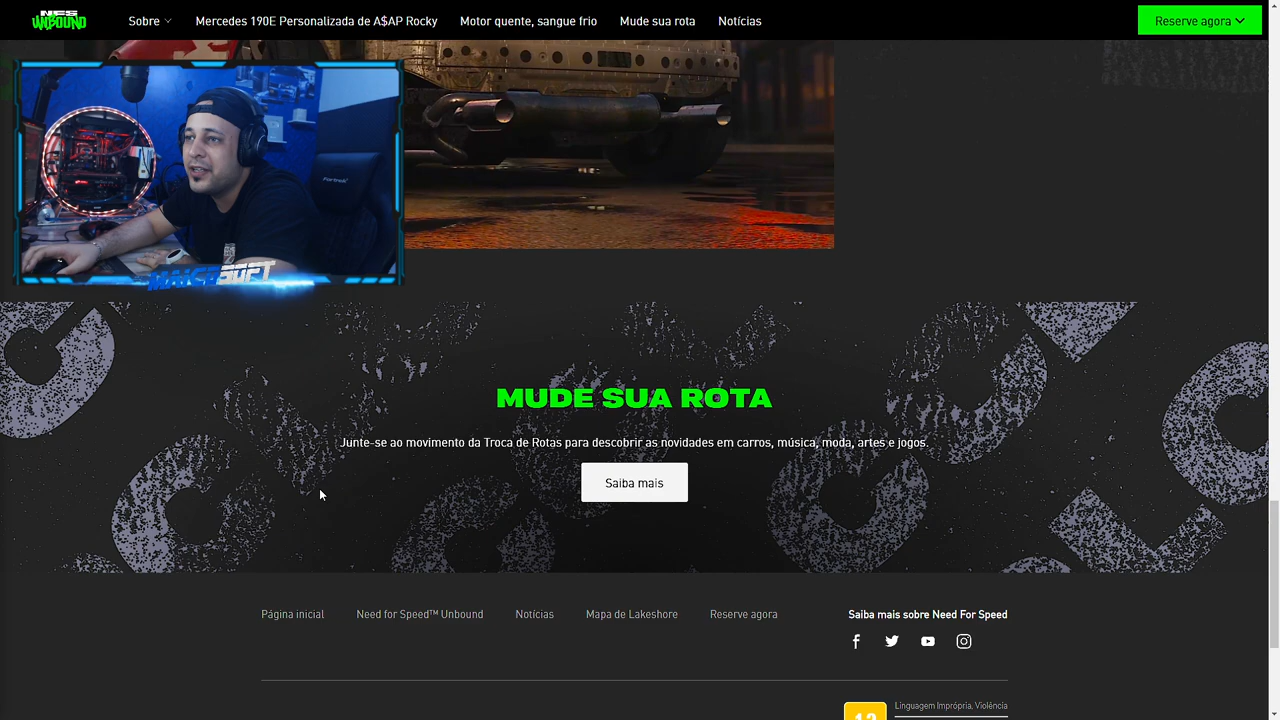 NFS
UNBOUND
Sobre
Mercedes 190E Personalizada de A$AP Rocky
Motor quente, sangue frio
Mude sua rota
Notícias
Reserve agora
MAICOSOFT
MUDE SUA ROTA
Junte-se ao movimento da Troca de Rotas para descobrir as novidades em carros, música, moda, artes e jogos.
Saiba mais
Página inicial
Need for Speed™ Unbound
Notícias
Mapa de Lakeshore
Reserve agora
Saiba mais sobre Need For Speed
Linguagem Imprópria, Violência